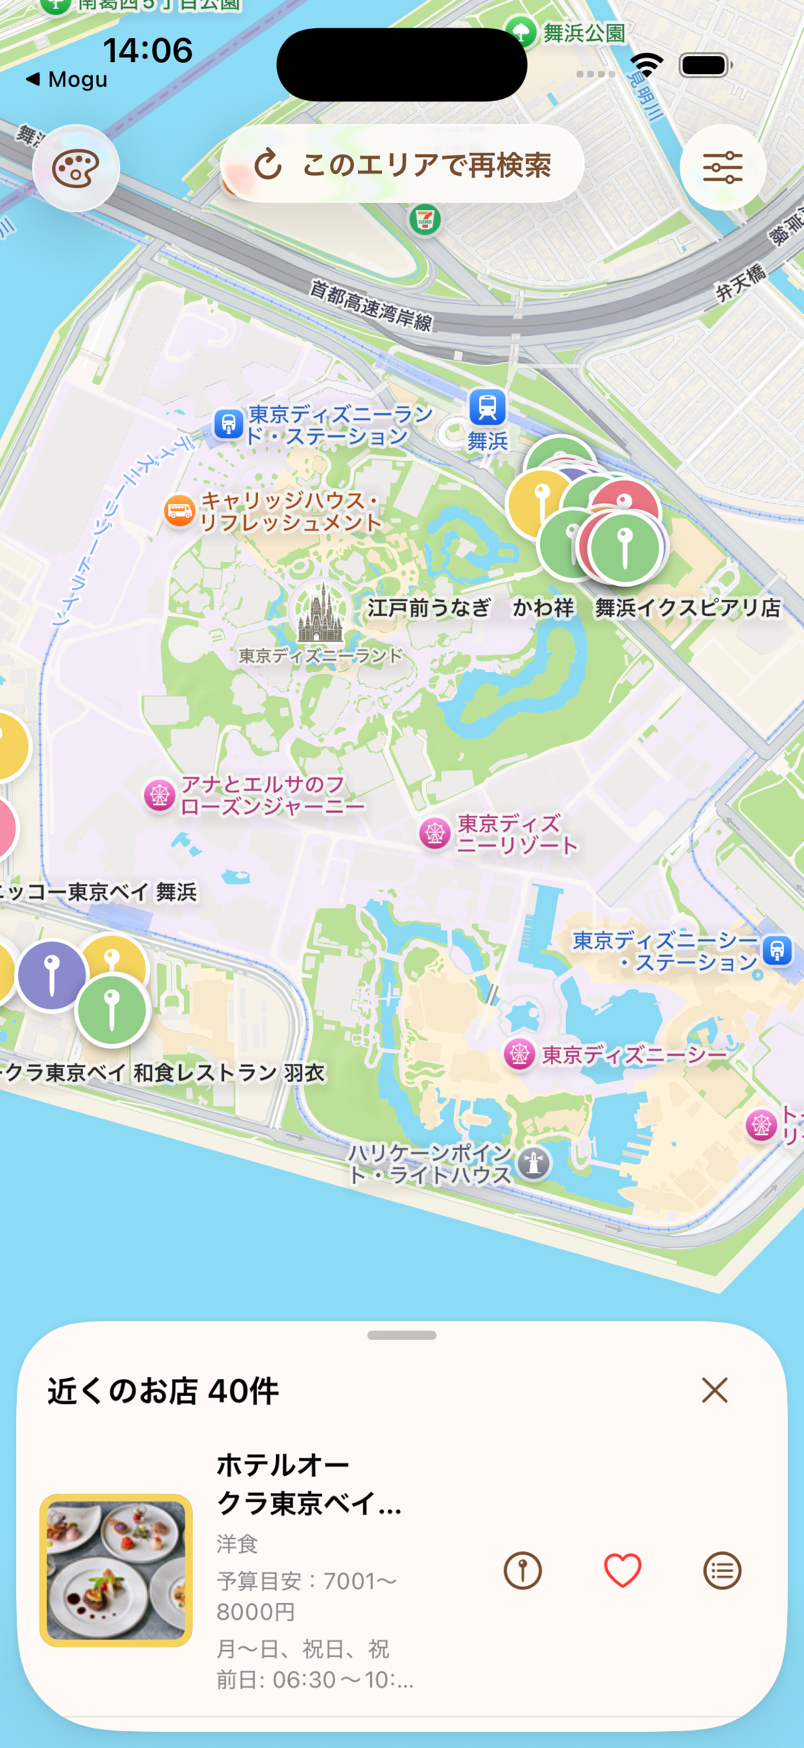 南葛西5丁目公園
舞浜公園
14:06
◀ Mogu
見明川
このエリアで再検索
首都高速湾岸線
弁天橋
東京ディズニーラン
ド・ステーション
舞浜
キャリッジハウス・
リフレッシュメント
ディズニーリゾートライン
江戸前うなぎ　かわ祥　舞浜イクスピアリ店
東京ディズニーランド
アナとエルサのフ
ローズンジャーニー
東京ディズ
ニーリゾート
ニッコー東京ベイ 舞浜
東京ディズニーシー
・ステーション
ークラ東京ベイ 和食レストラン 羽衣
東京ディズニーシー
ハリケーンポイン
ト・ライトハウス
近くのお店 40件
ホテルオー
クラ東京ベイ...
洋食
予算目安：7001〜
8000円
月〜日、祝日、祝
前日: 06:30～10:...